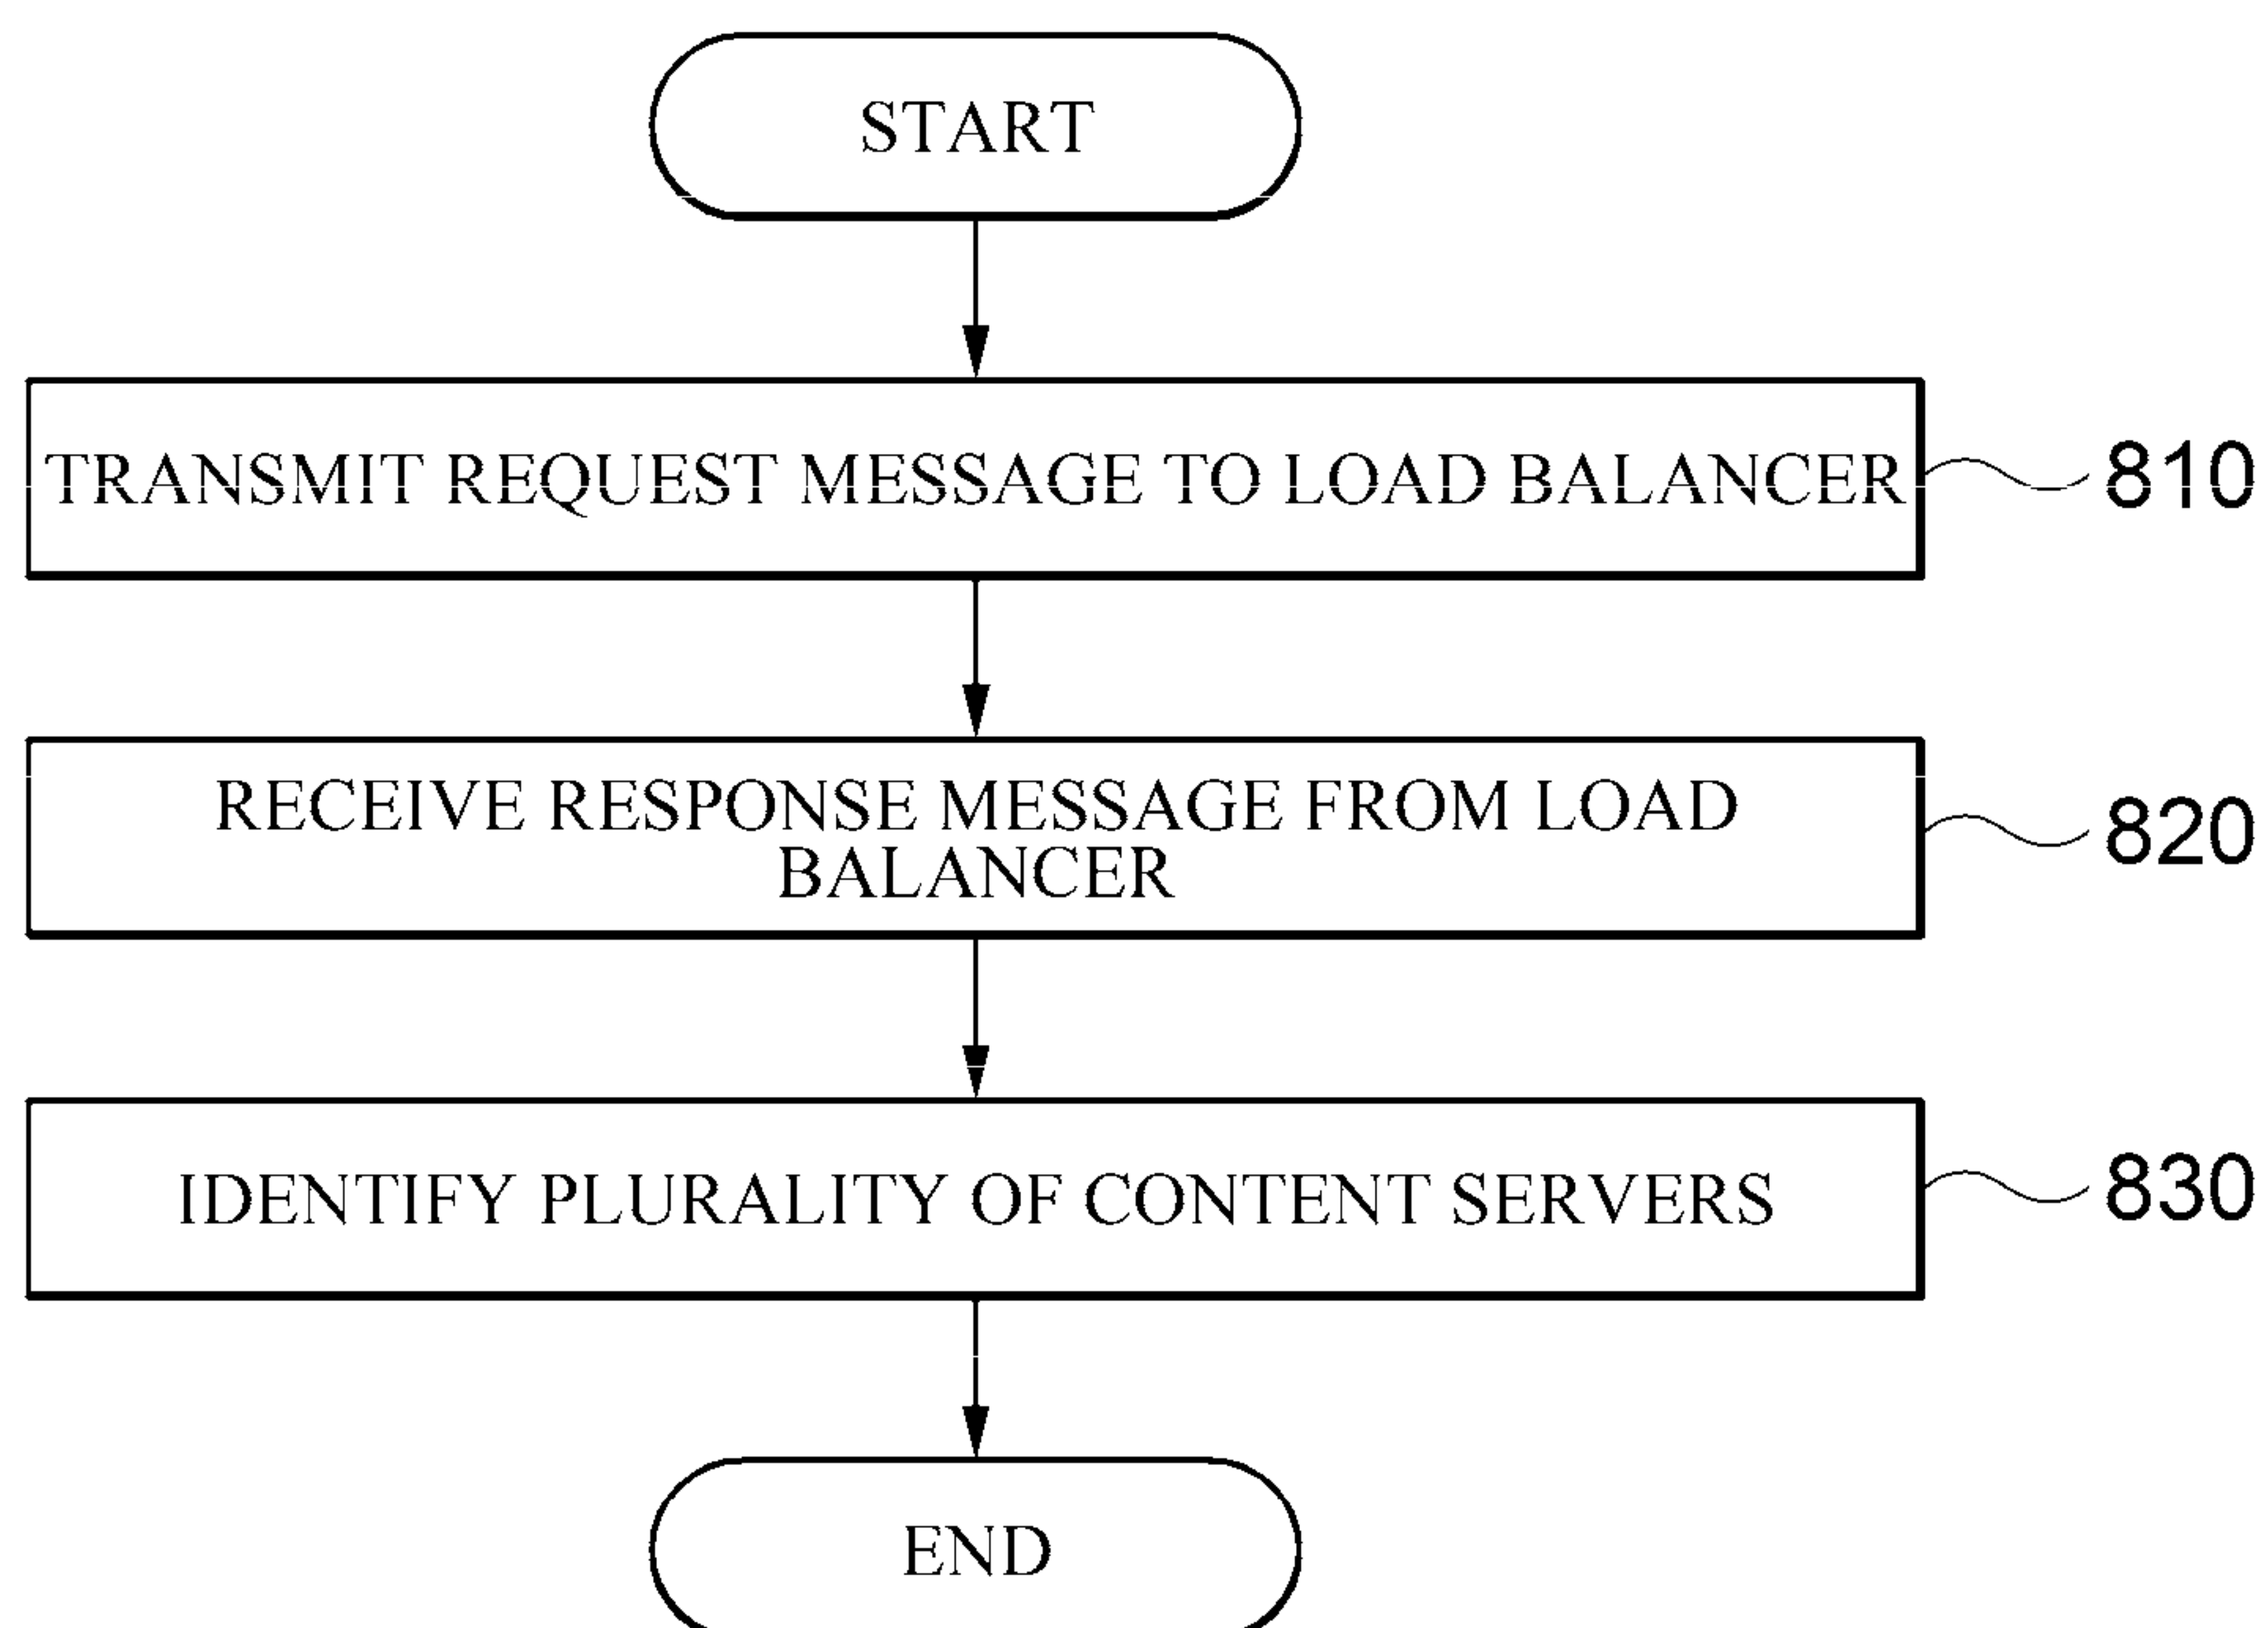 START
TRANSMIT REQUEST MESSAGE TO LOAD BALANCER
810
RECEIVE RESPONSE MESSAGE FROM LOAD
BALANCER
820
IDENTIFY PLURALITY OF CONTENT SERVERS
830
END